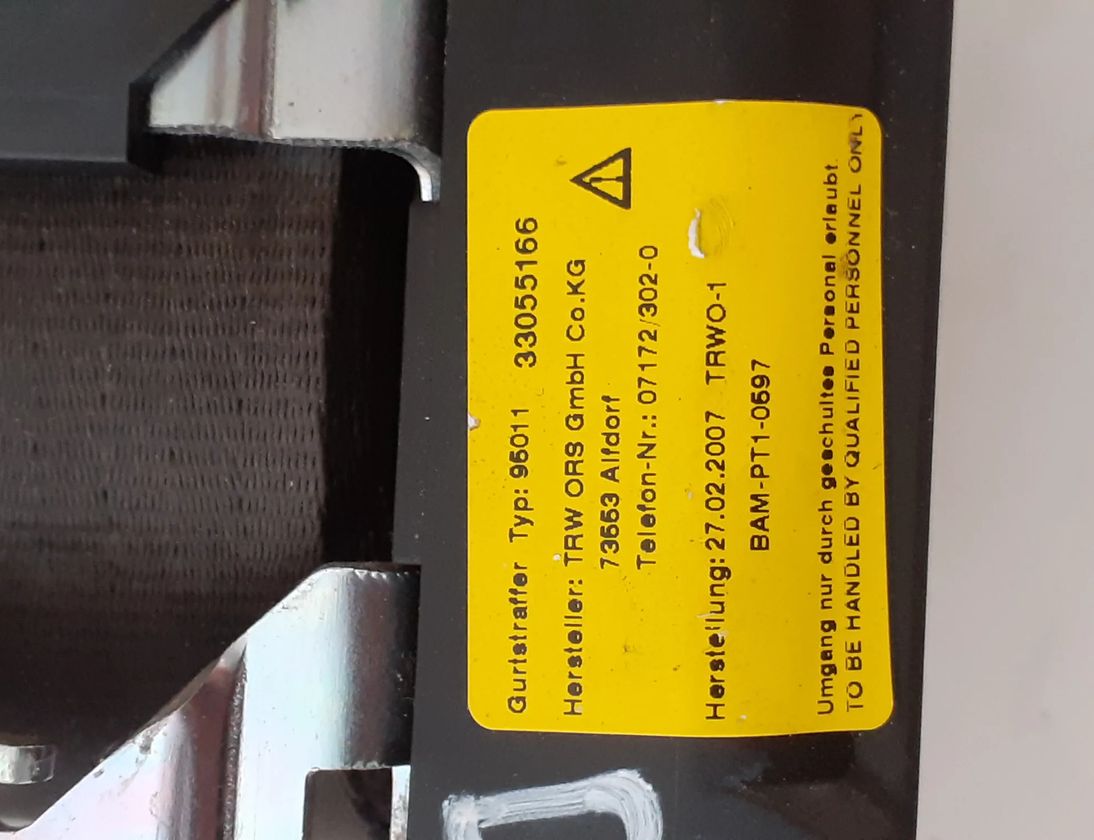 Gurtstraffer Typ: 95011 33055166
Hersteller: TRW ORS GmbH Co.KG
73553 Alfdorf
Telefon-Nr.: 07172/302-0
Herstellung: 27.02.2007 TRWO-1
BAM-PT1-0597
Umgang nur durch geschultes Personal erlaubt
TO BE HANDLED BY QUALIFIED PERSONNEL ONLY